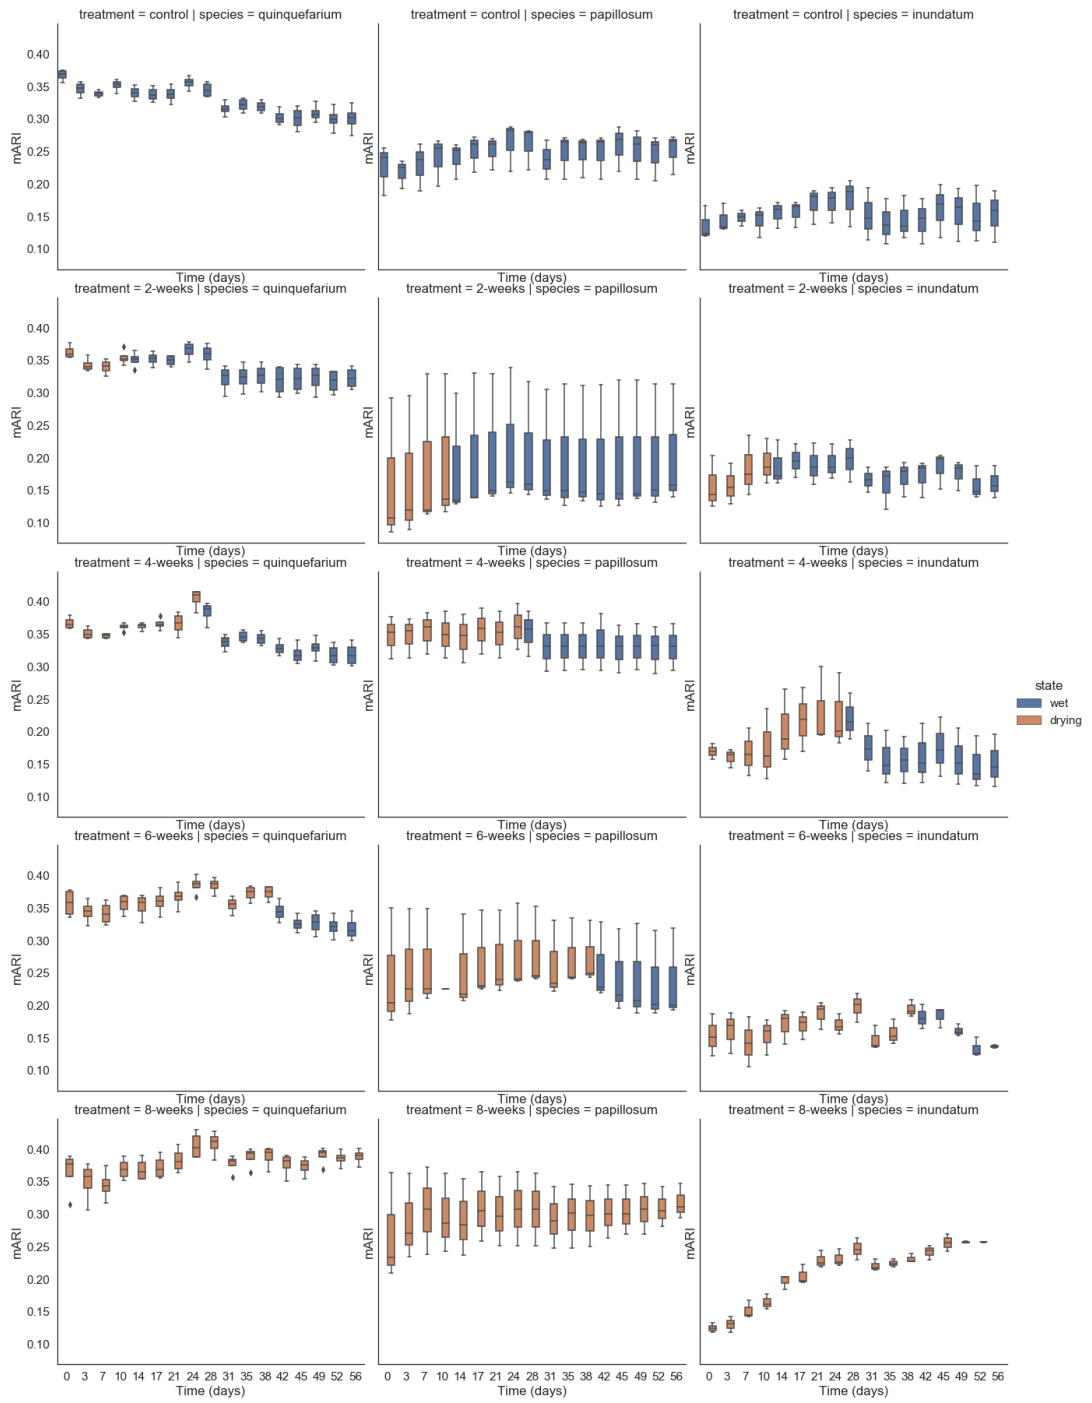 treatment = control | species = quinquefarium
treatment = control | species = papillosum
treatment = control | species = inundatum
0.40
0.35
0.30
0.25
0.20
0.15
0.10
mARI
mARI
mARI
Time (days)
Time (days)
Time (days)
treatment = 2-weeks | species = quinquefarium
treatment = 2-weeks | species = papillosum
treatment = 2-weeks | species = inundatum
0.40
0.35
0.30
0.25
0.20
0.15
0.10
mARI
mARI
mARI
Time (days)
Time (days)
Time (days)
treatment = 4-weeks | species = quinquefarium
treatment = 4-weeks | species = papillosum
treatment = 4-weeks | species = inundatum
0.40
0.35
0.30
0.25
0.20
0.15
0.10
mARI
mARI
mARI
state
wet
drying
Time (days)
Time (days)
Time (days)
treatment = 6-weeks | species = quinquefarium
treatment = 6-weeks | species = papillosum
treatment = 6-weeks | species = inundatum
0.40
0.35
0.30
0.25
0.20
0.15
0.10
mARI
mARI
mARI
Time (days)
Time (days)
Time (days)
treatment = 8-weeks | species = quinquefarium
treatment = 8-weeks | species = papillosum
treatment = 8-weeks | species = inundatum
0.40
0.35
0.30
0.25
0.20
0.15
0.10
mARI
mARI
mARI
0 3 7 10 14 17 21 24 28 31 35 38 42 45 49 52 56
0 3 7 10 14 17 21 24 28 31 35 38 42 45 49 52 56
0 3 7 10 14 17 21 24 28 31 35 38 42 45 49 52 56
Time (days)
Time (days)
Time (days)